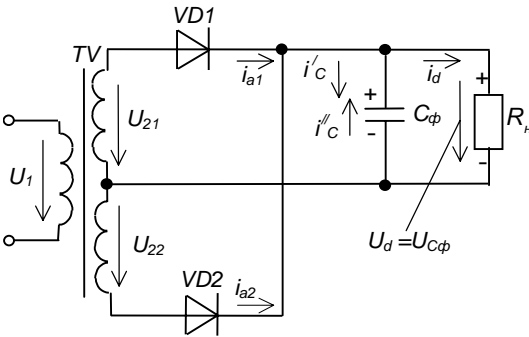 VD1
TV
i_a1
i′_C
i″_C
i_d
+
+
-
-
C_ф
R_н
U_21
U_1
U_22
U_d = U_Cф
VD2
i_a2